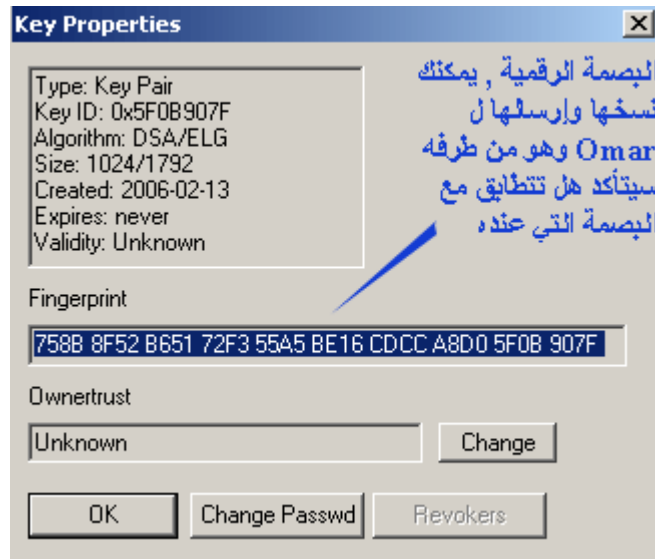 Key Properties
البصمة الرقمية , يمكنك
نسخها وإرسالها ل
Omar وهو من طرفه
سيتأكد هل تتطابق مع
البصمة التي عنده
Type: Key Pair
Key ID: 0x5F0B907F
Algorithm: DSA/ELG
Size: 1024/1792
Created: 2006-02-13
Expires: never
Validity: Unknown
Fingerprint
758B 8F52 B651 72F3 55A5 BE16 CDCC A8D0 5F0B 907F
Ownertrust
Unknown
Change
OK
Change Passwd
Revokers